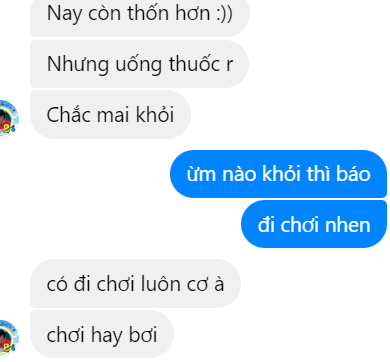 Nay còn thốn hơn :))
Nhưng uống thuốc r
Chắc mai khỏi
ừm nào khỏi thì báo
đi chơi nhen
có đi chơi luôn cơ à
chơi hay bơi